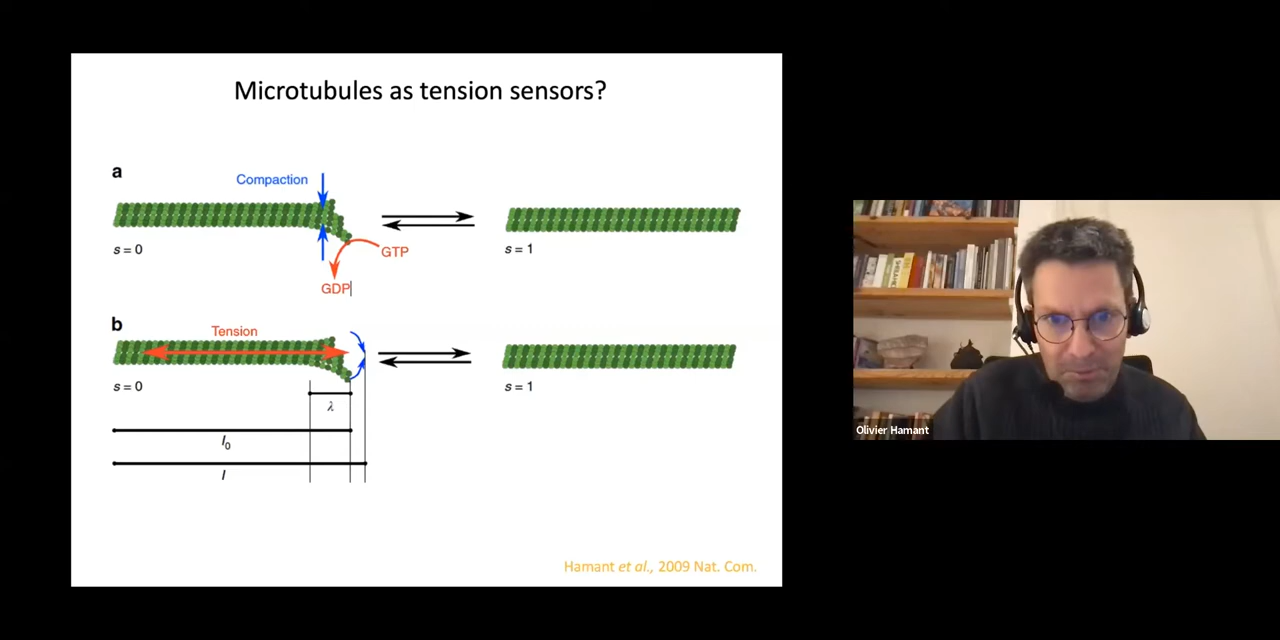 Microtubules as tension sensors?
a
Compaction
s = 0
GTP
s = 1
GDP
b
Tension
s = 0
s = 1
λ
l0
l
Hamant et al., 2009 Nat. Com.
Olivier Hamant